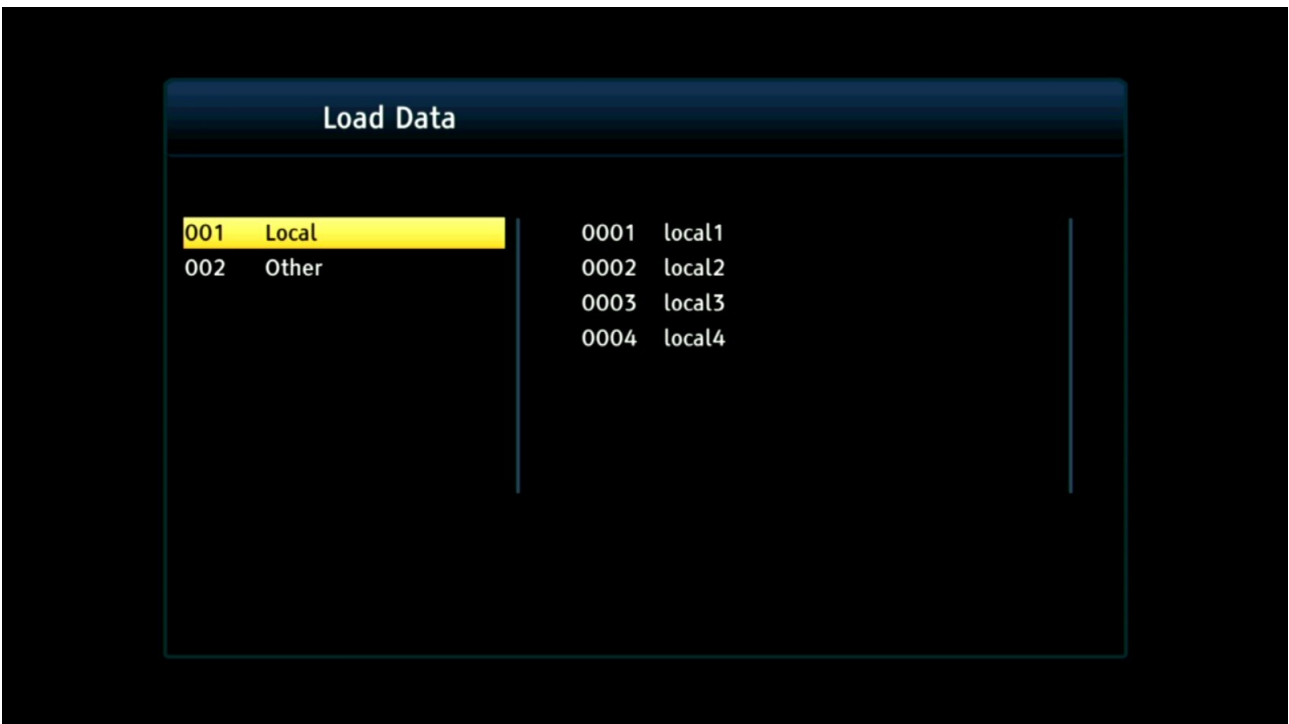 Load Data
001 Local
002 Other
0001 local1
0002 local2
0003 local3
0004 local4